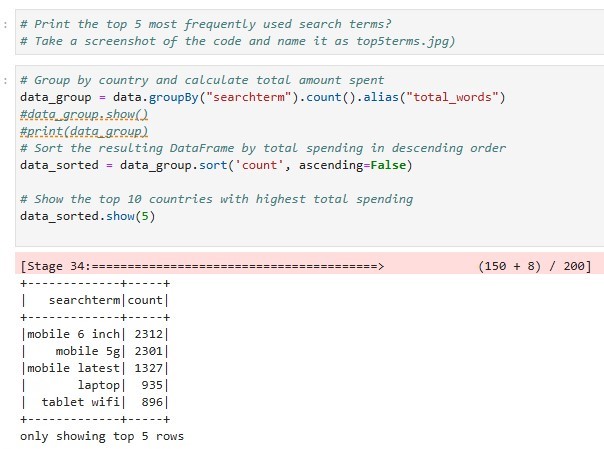 : # Print the top 5 most frequently used search terms?
# Take a screenshot of the code and name it as top5terms.jpg)
: # Group by country and calculate total amount spent
data_group = data.groupBy("searchterm").count().alias("total_words")
#data_group.show()
#print(data_group)
# Sort the resulting DataFrame by total spending in descending order
data_sorted = data_group.sort('count', ascending=False)
# Show the top 10 countries with highest total spending
data_sorted.show(5)
[Stage 34:========================================> (150 + 8) / 200]
+-------------+-----+
|   searchterm|count|
+-------------+-----+
|mobile 6 inch| 2312|
|    mobile 5g| 2301|
|mobile latest| 1327|
|       laptop|  935|
|  tablet wifi|  896|
+-------------+-----+
only showing top 5 rows